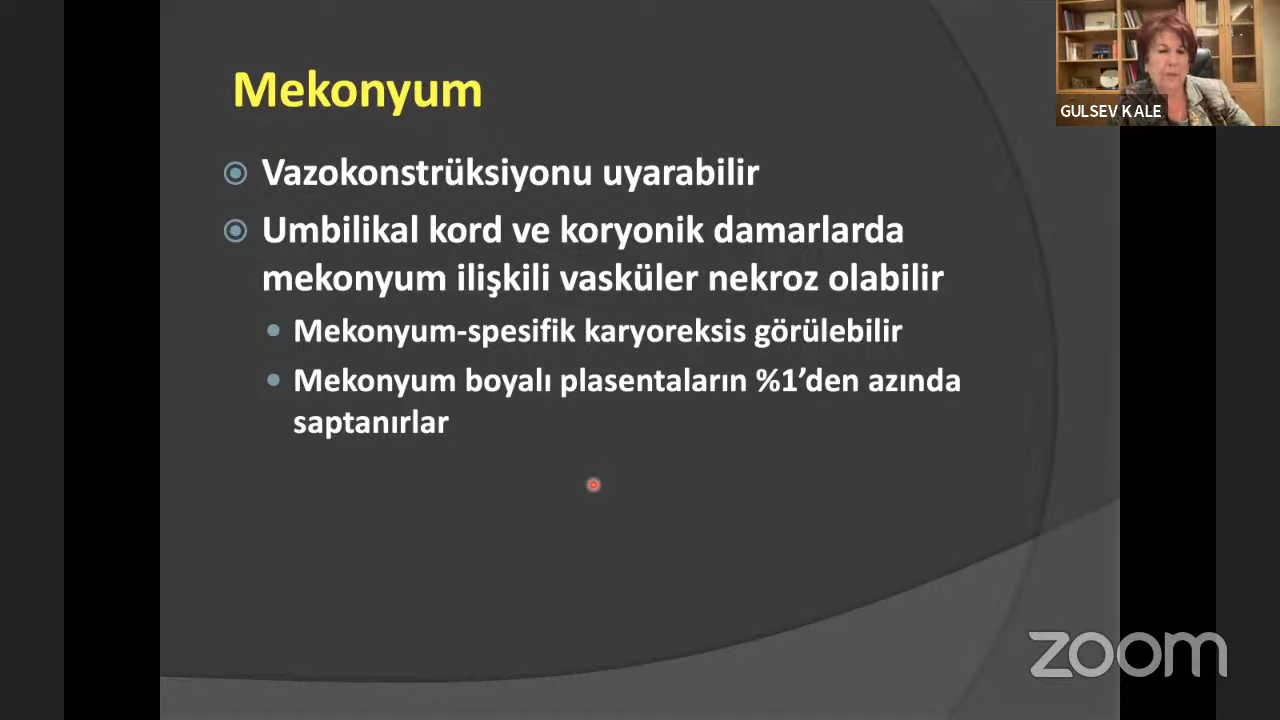 Mekonyum
Vazokonstrüksiyonu uyarabilir
Umbilikal kord ve koryonik damarlarda
mekonyum ilişkili vasküler nekroz olabilir
Mekonyum-spesifik karyoreksis görülebilir
Mekonyum boyalı plasentaların %1’den azında
saptanırlar
GULSEV KALE
zoom